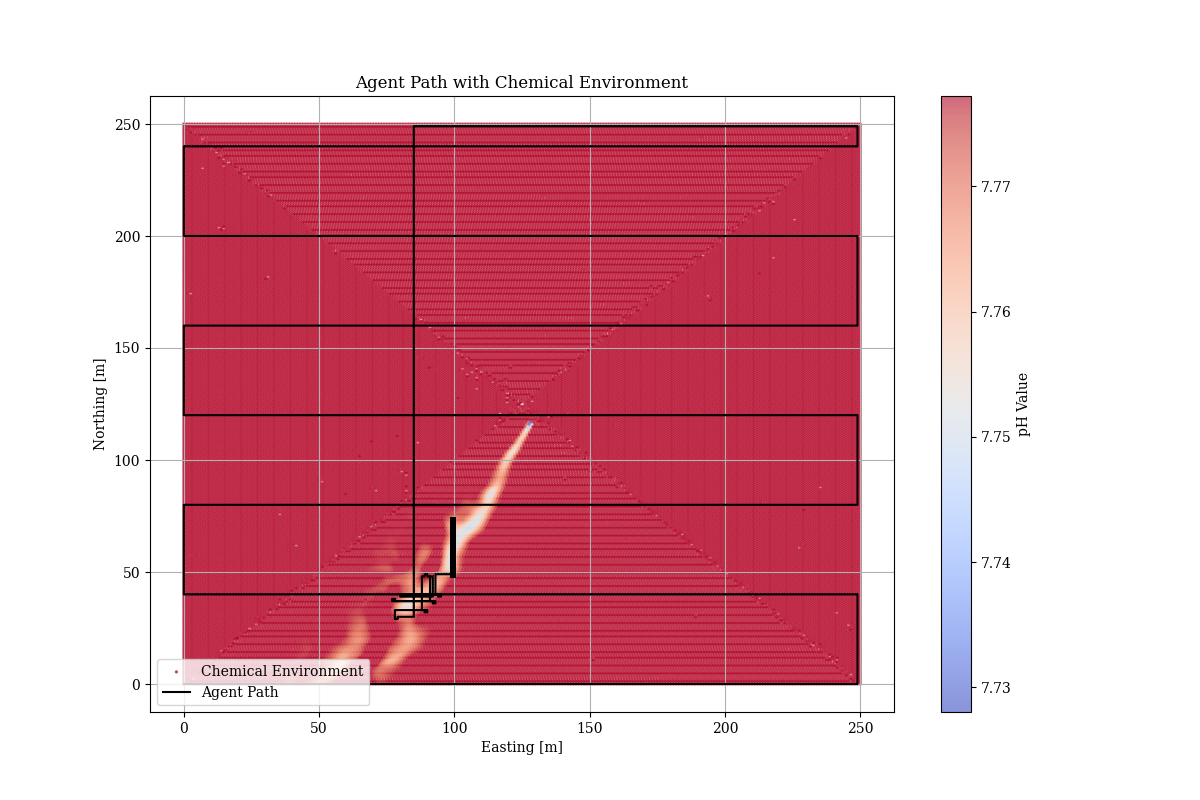 Agent Path with Chemical Environment
250
200
150
100
50
0
Northing [m]
Chemical Environment
Agent Path
0
50
100
150
200
250
Easting [m]
7.77
7.76
7.75
7.74
7.73
pH Value